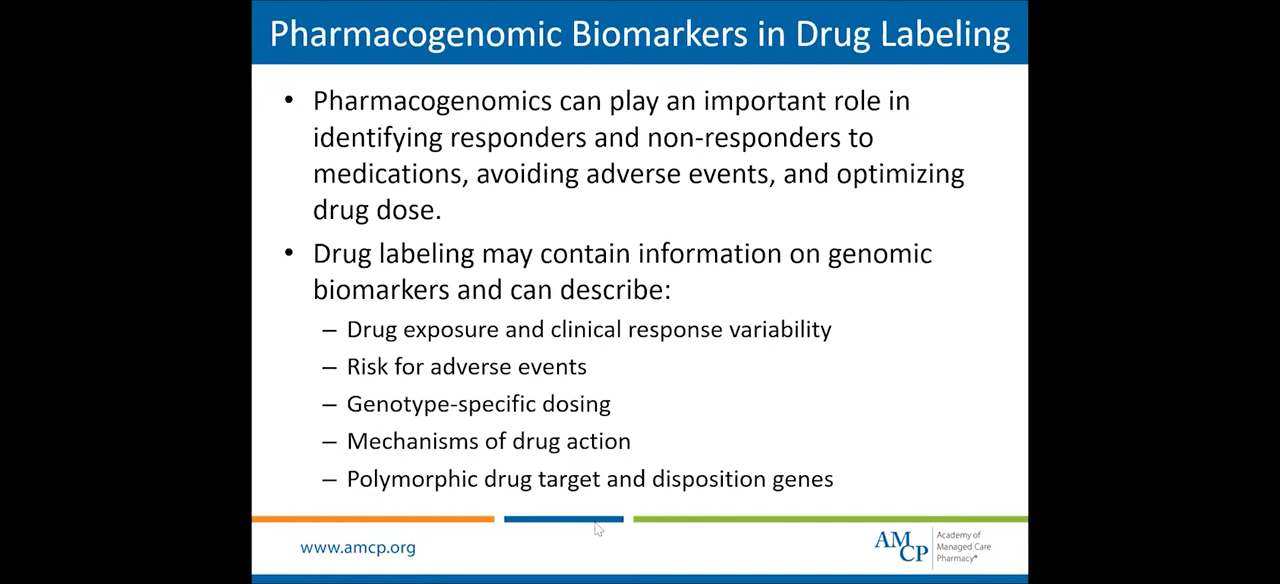 Pharmacogenomic Biomarkers in Drug Labeling
• Pharmacogenomics can play an important role in
identifying responders and non-responders to
medications, avoiding adverse events, and optimizing
drug dose.
• Drug labeling may contain information on genomic
biomarkers and can describe:
– Drug exposure and clinical response variability
– Risk for adverse events
– Genotype-specific dosing
– Mechanisms of drug action
– Polymorphic drug target and disposition genes
www.amcp.org
AMCP
Academy of
Managed Care
Pharmacy®